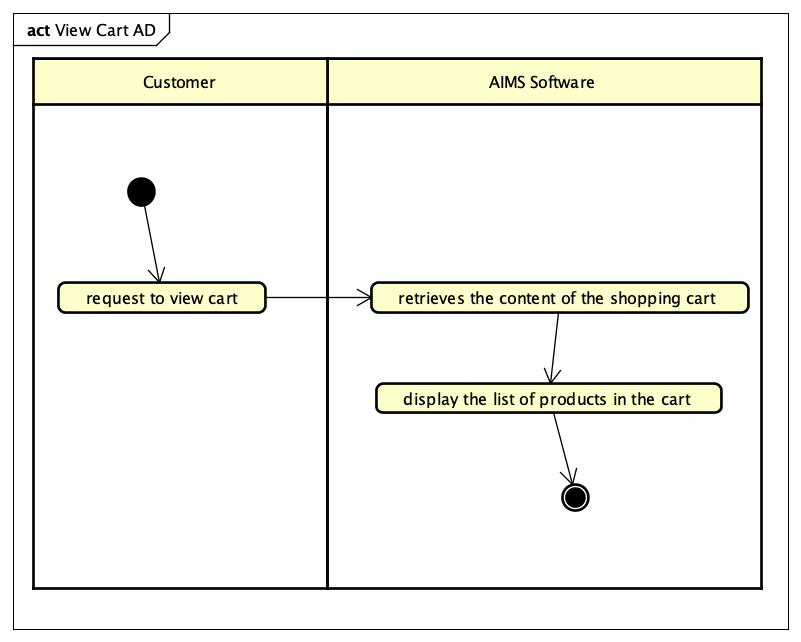 act View Cart AD
Customer
AIMS Software
request to view cart
retrieves the content of the shopping cart
display the list of products in the cart